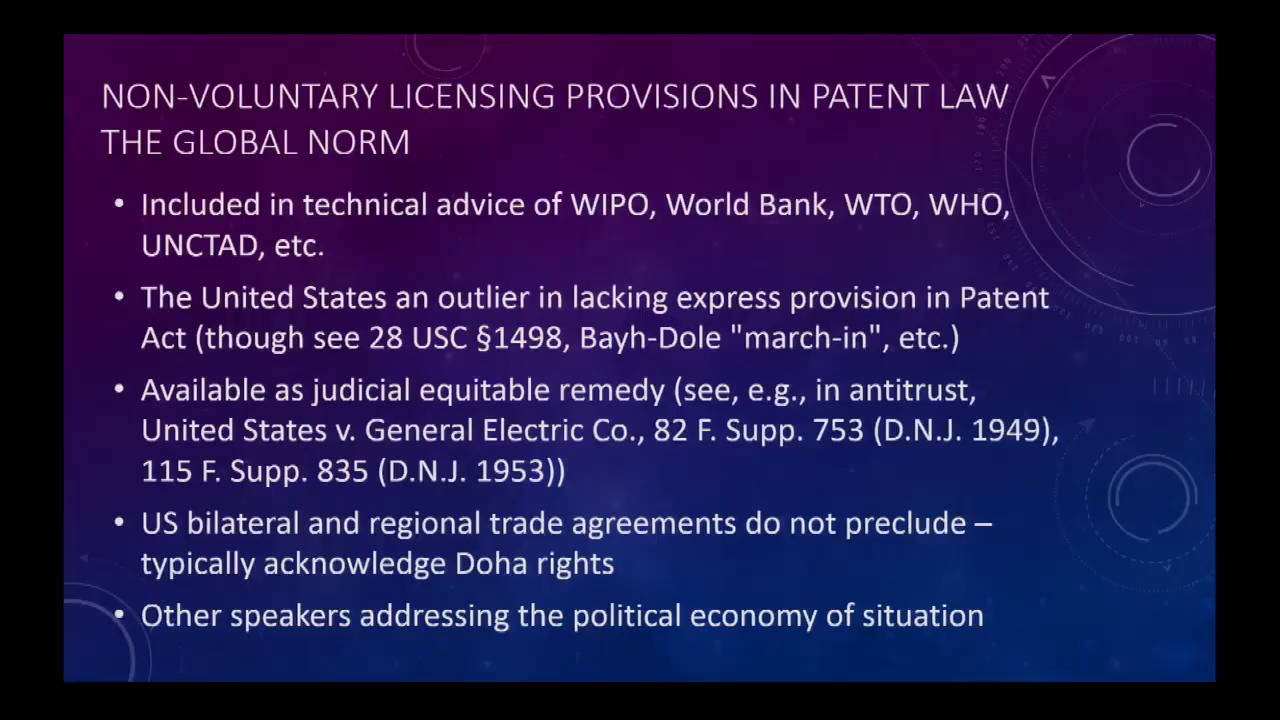 NON-VOLUNTARY LICENSING PROVISIONS IN PATENT LAW
THE GLOBAL NORM
• Included in technical advice of WIPO, World Bank, WTO, WHO,
UNCTAD, etc.
• The United States an outlier in lacking express provision in Patent
Act (though see 28 USC §1498, Bayh-Dole "march-in", etc.)
• Available as judicial equitable remedy (see, e.g., in antitrust,
United States v. General Electric Co., 82 F. Supp. 753 (D.N.J. 1949),
115 F. Supp. 835 (D.N.J. 1953))
• US bilateral and regional trade agreements do not preclude –
typically acknowledge Doha rights
• Other speakers addressing the political economy of situation